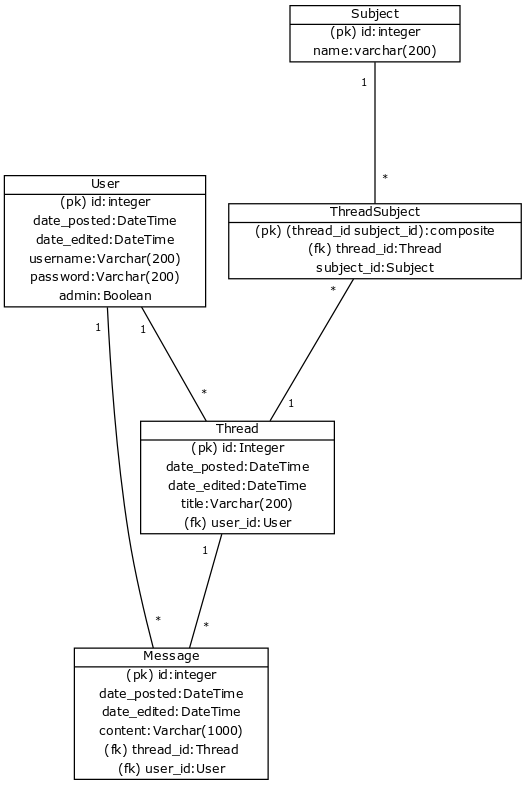 Subject
(pk) id:integer
name:varchar(200)
1
*
User
(pk) id:integer
date_posted:DateTime
date_edited:DateTime
username:Varchar(200)
password:Varchar(200)
admin:Boolean
ThreadSubject
(pk) (thread_id subject_id):composite
(fk) thread_id:Thread
subject_id:Subject
1
1
*
*
1
Thread
(pk) id:Integer
date_posted:DateTime
date_edited:DateTime
title:Varchar(200)
(fk) user_id:User
1
*
*
Message
(pk) id:integer
date_posted:DateTime
date_edited:DateTime
content:Varchar(1000)
(fk) thread_id:Thread
(fk) user_id:User